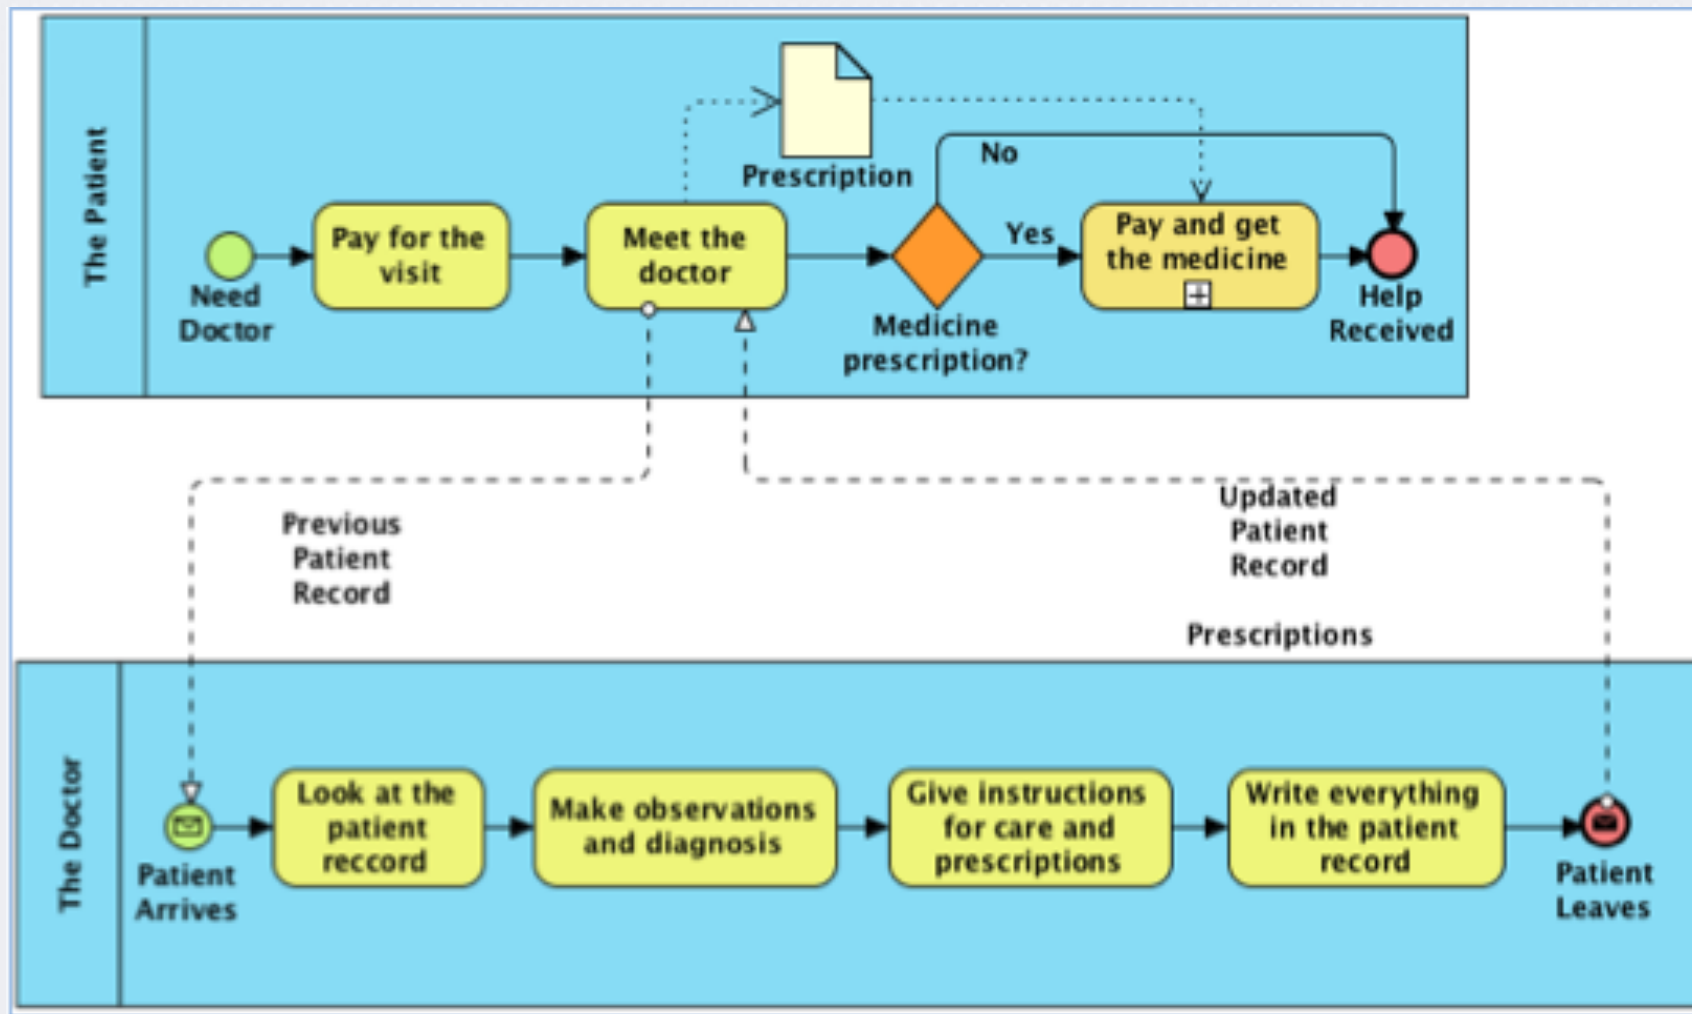 The Patient
Prescription
No
Pay for the
visit
Meet the
doctor
Yes
Pay and get
the medicine
Need
Doctor
Medicine
prescription?
Help
Received
Previous
Patient
Record
Updated
Patient
Record
Prescriptions
The Doctor
Look at the
patient
reccord
Make observations
and diagnosis
Give instructions
for care and
prescriptions
Write everything
in the patient
record
Patient
Arrives
Patient
Leaves